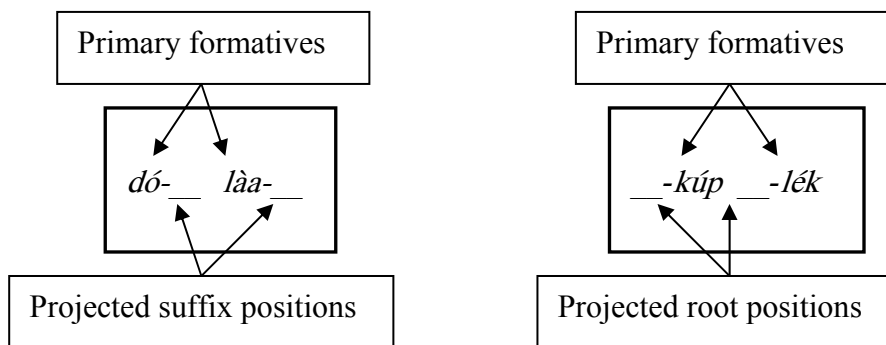 Primary formatives
Primary formatives
dó-__ làa-__
__-kúp __-lék
Projected suffix positions
Projected root positions